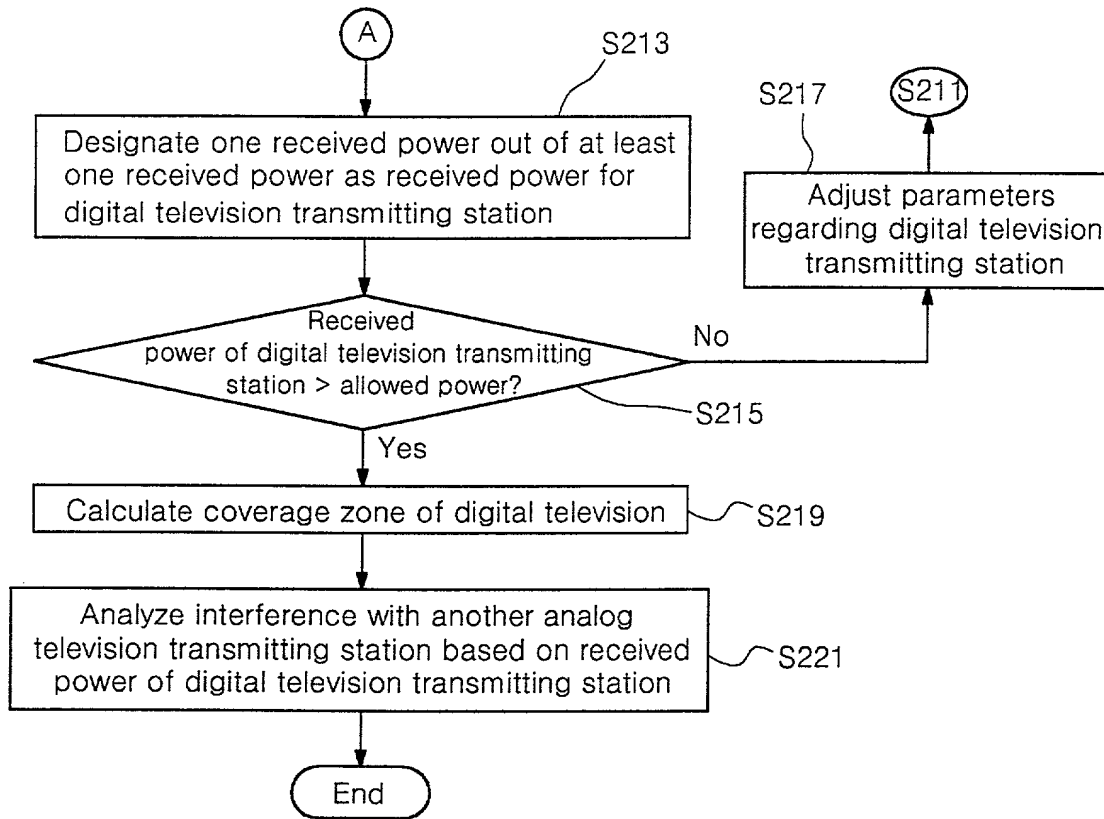 A
S213
Designate one received power out of at least
one received power as received power for
digital television transmitting station
S217
S211
Adjust parameters
regarding digital television
transmitting station
Received
power of digital television transmitting
station > allowed power?
No
S215
Yes
Calculate coverage zone of digital television
S219
Analyze interference with another analog
television transmitting station based on received
power of digital television transmitting station
S221
End